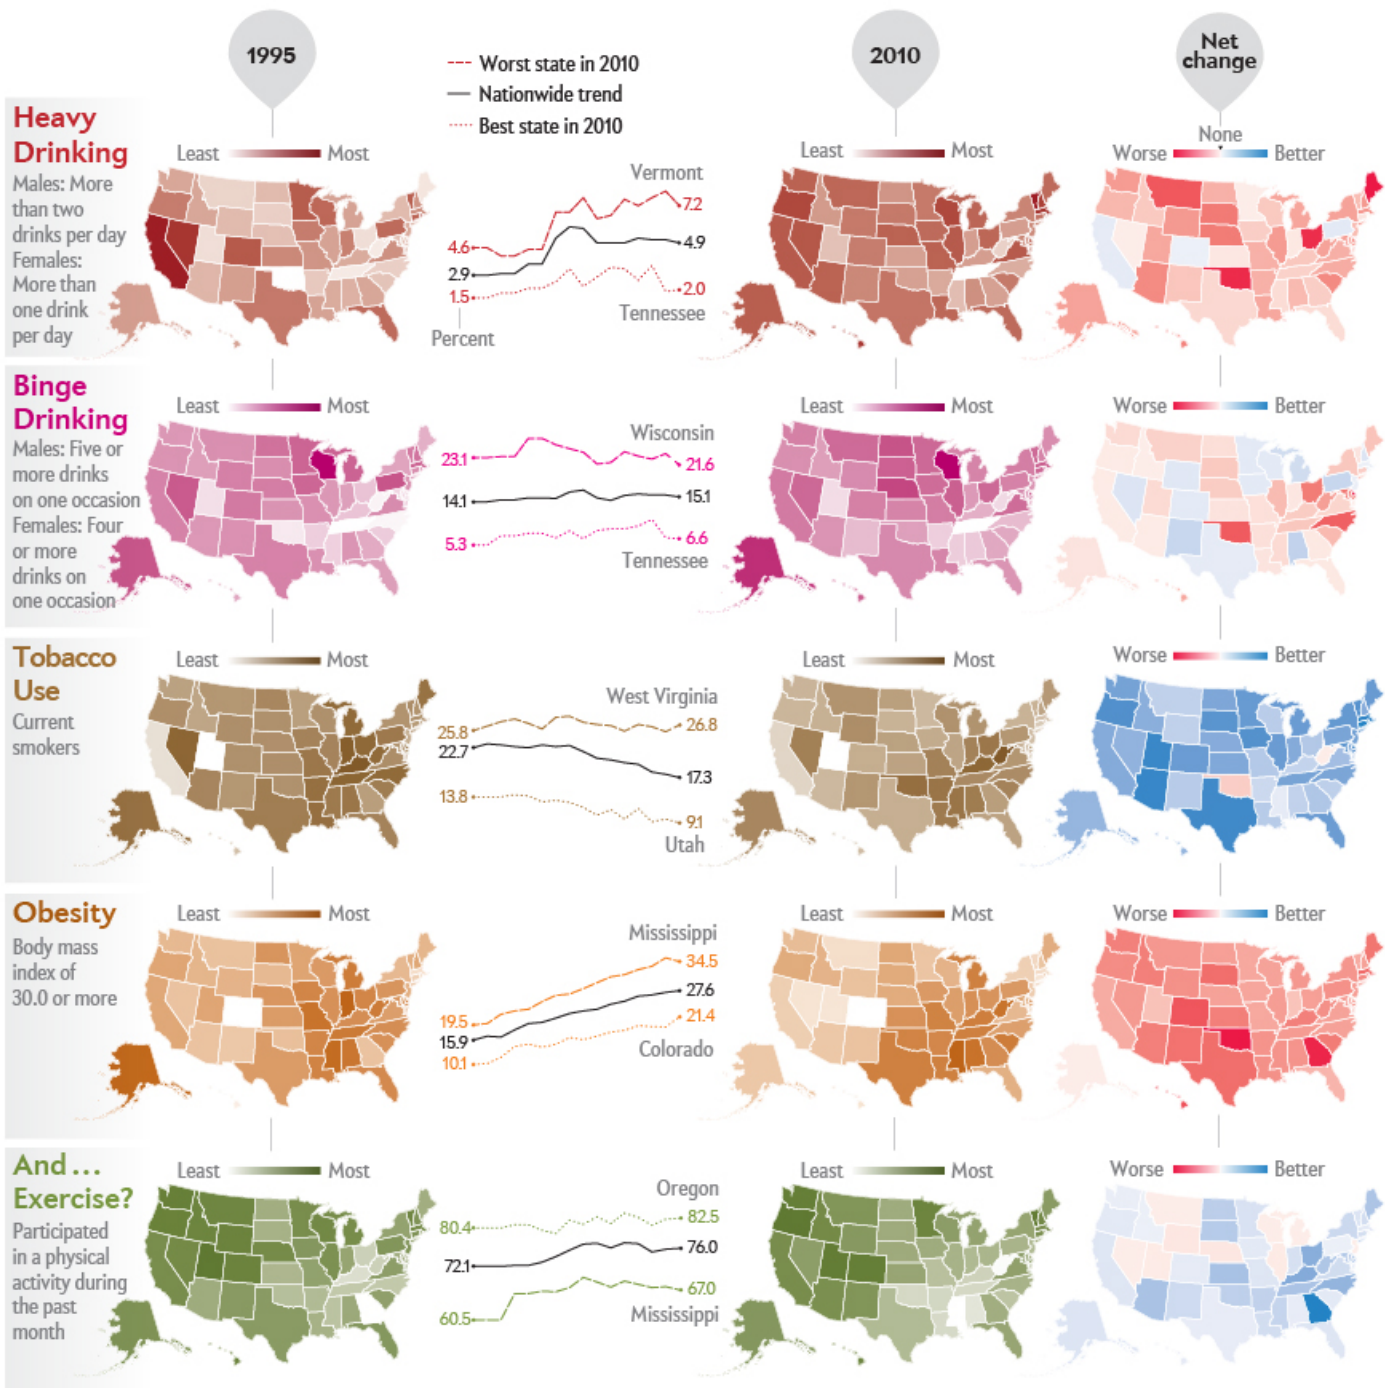 1995
2010
Net
change
Worst state in 2010
Nationwide trend
Best state in 2010
Heavy
Drinking
Males: More
than two
drinks per day
Females:
More than
one drink
per day
Least
Most
Vermont
7.2
4.6
4.9
2.9
1.5
2.0
Tennessee
Percent
Least
Most
None
Worse
Better
Binge
Drinking
Males: Five or
more drinks
on one occasion
Females: Four
or more
drinks on
one occasion
Least
Most
Wisconsin
23.1
21.6
14.1
15.1
5.3
6.6
Tennessee
Least
Most
Worse
Better
Tobacco
Use
Current
smokers
Least
Most
West Virginia
25.8
26.8
22.7
17.3
13.8
9.1
Utah
Least
Most
Worse
Better
Obesity
Body mass
index of
30.0 or more
Least
Most
Mississippi
34.5
27.6
19.5
21.4
15.9
10.1
Colorado
Least
Most
Worse
Better
And ...
Exercise?
Participated
in a physical
activity during
the past
month
Least
Most
Oregon
80.4
82.5
72.1
76.0
67.0
60.5
Mississippi
Least
Most
Worse
Better